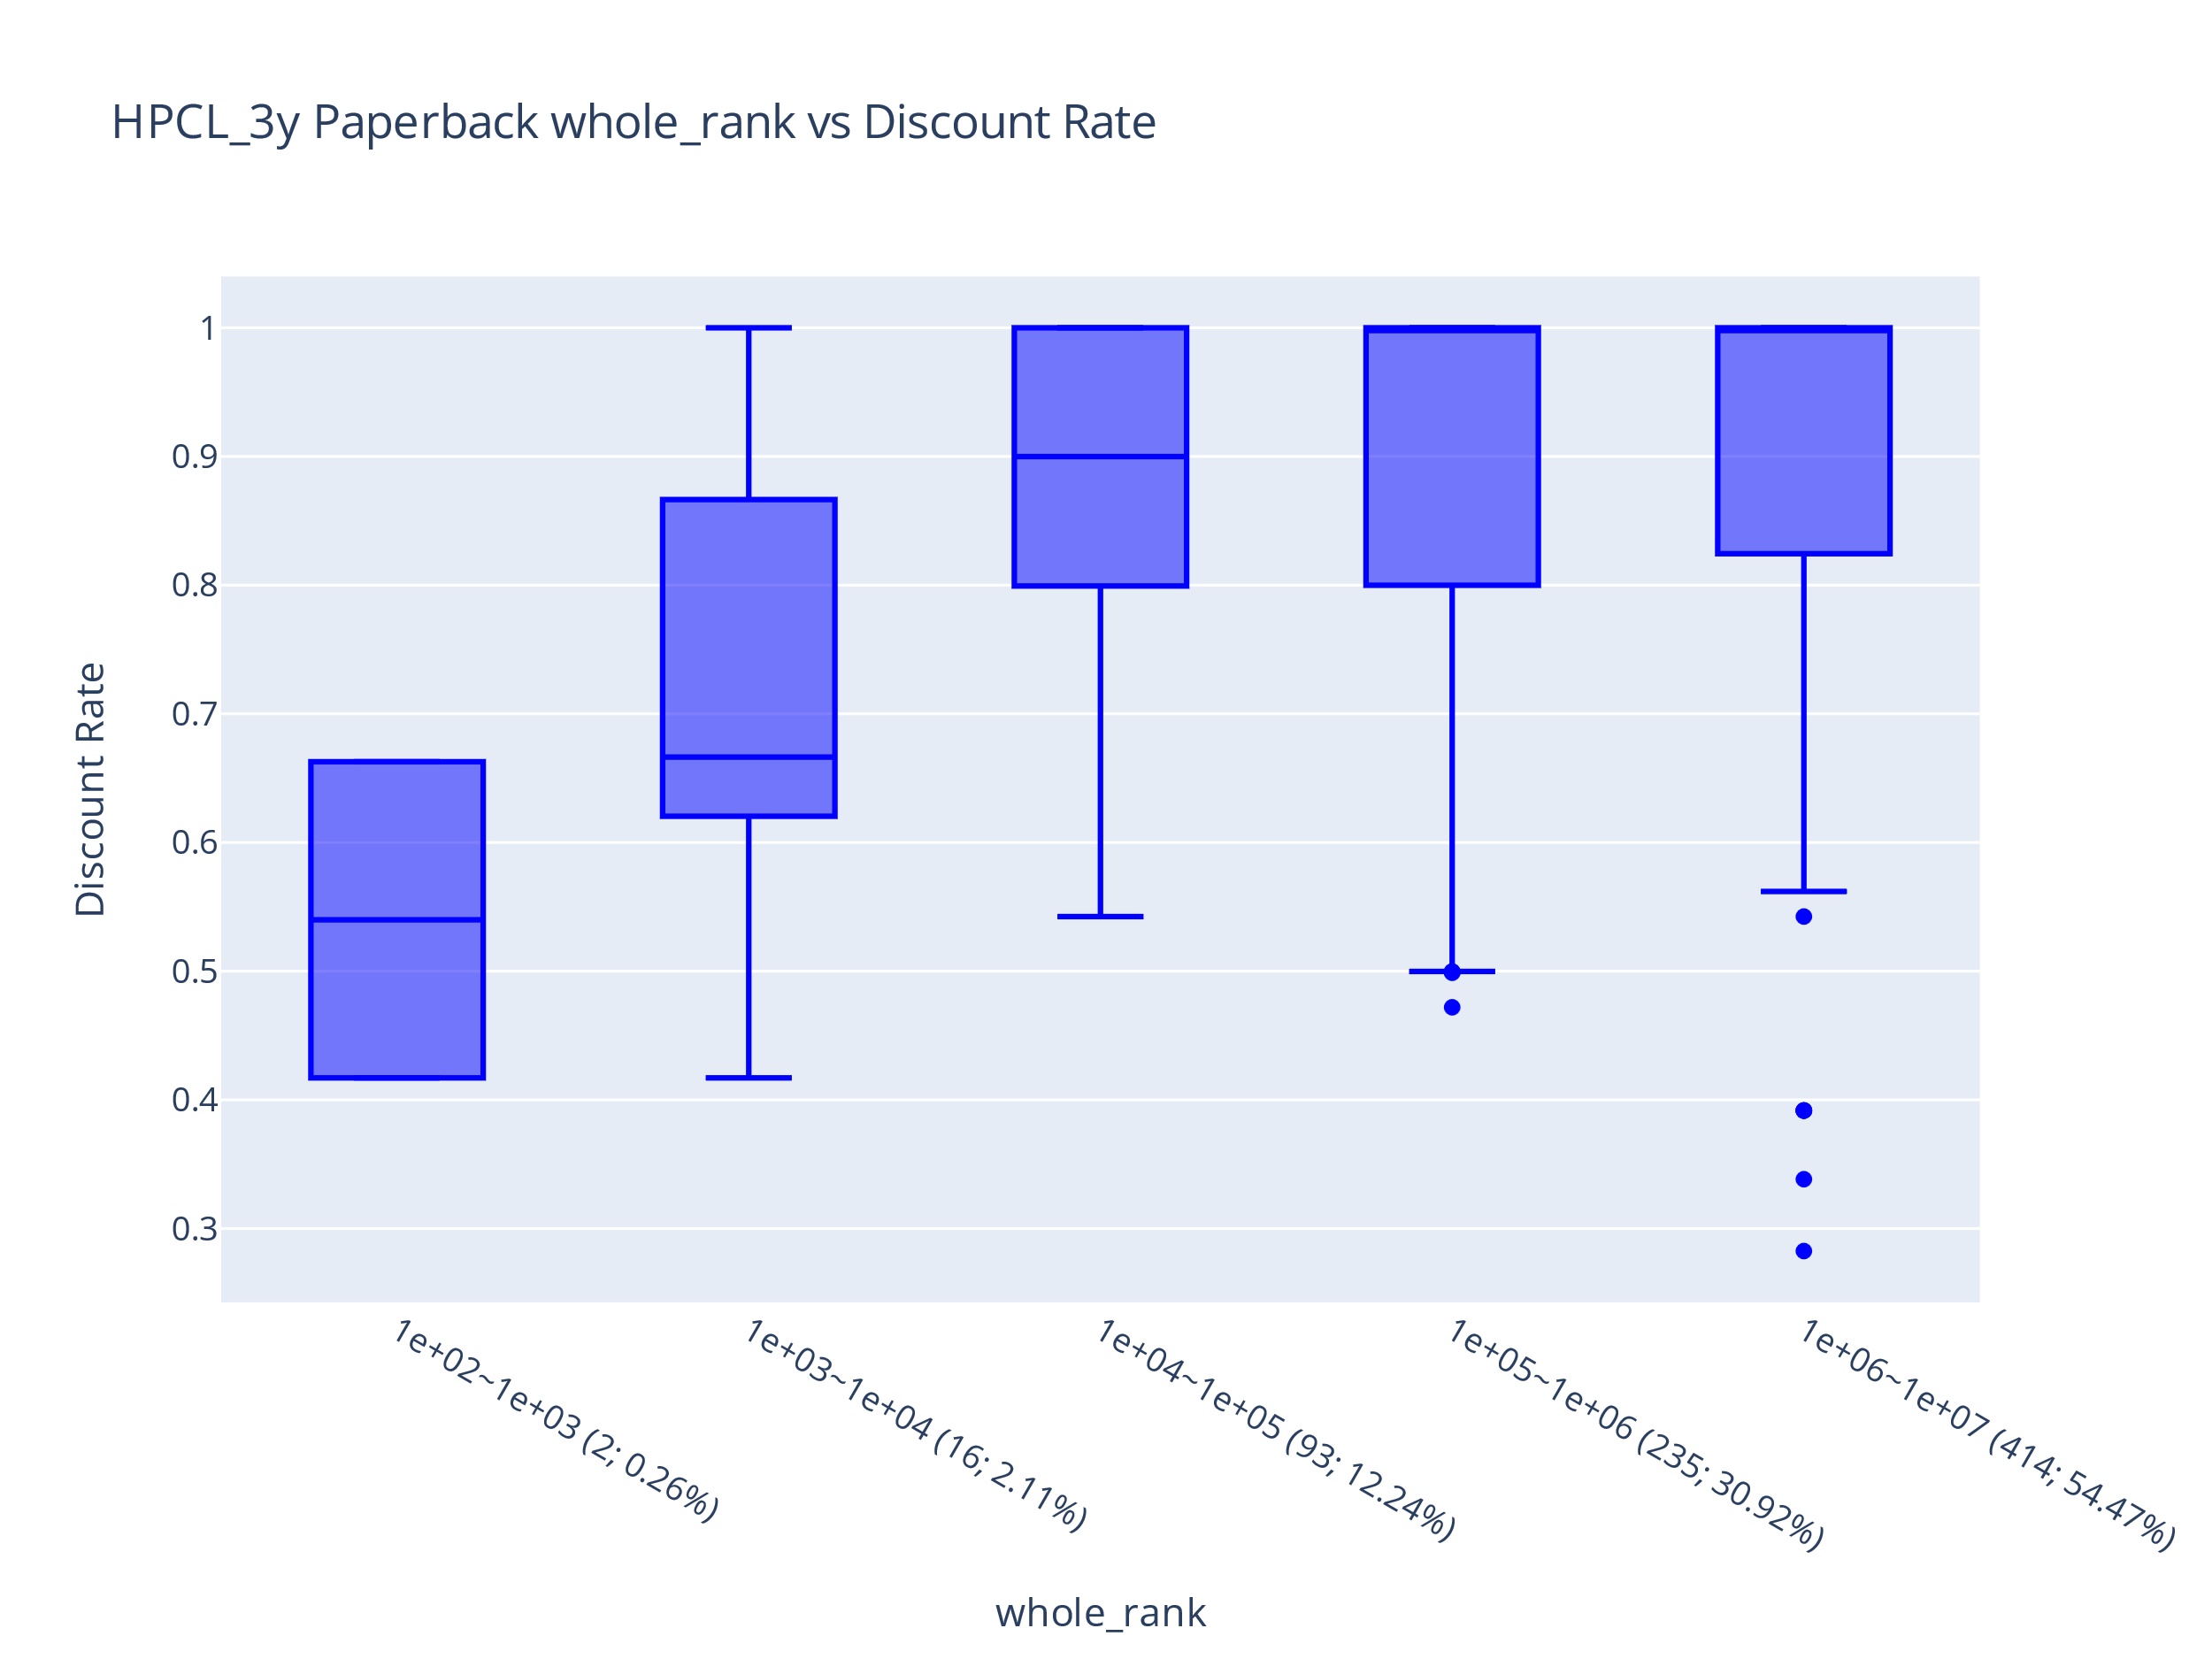 HPCL_3y Paperback whole_rank vs Discount Rate
1
0.9
0.8
0.7
0.6
0.5
0.4
0.3
Discount Rate
1e+02~1e+03 (2; 0.26%)
1e+03~1e+04 (16; 2.11%)
1e+04~1e+05 (93; 12.24%)
1e+05~1e+06 (235; 30.92%)
1e+06~1e+07 (414; 54.47%)
whole_rank